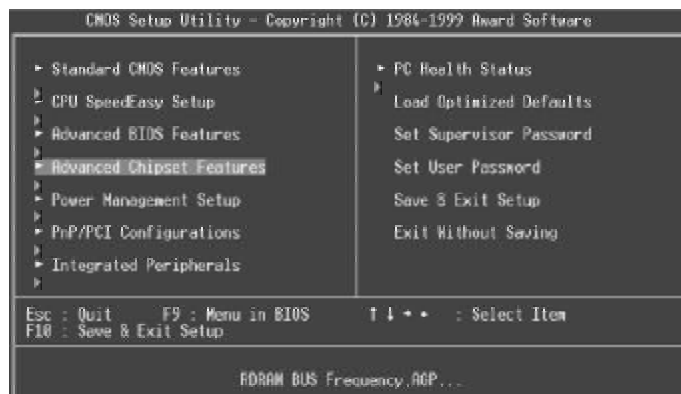 CMOS Setup Utility - Copyright (C) 1984-1999 Award Software
Standard CMOS Features
CPU SpeedEasy Setup
Advanced BIOS Features
Advanced Chipset Features
Power Management Setup
PnP/PCI Configurations
Integrated Peripherals
PC Health Status
Load Optimized Defaults
Set Supervisor Password
Set User Password
Save & Exit Setup
Exit Without Saving
Esc : Quit F9 : Menu in BIOS ↑ ↓ → ← : Select Item
F10 : Save & Exit Setup
RDRAM BUS Frequency,AGP...